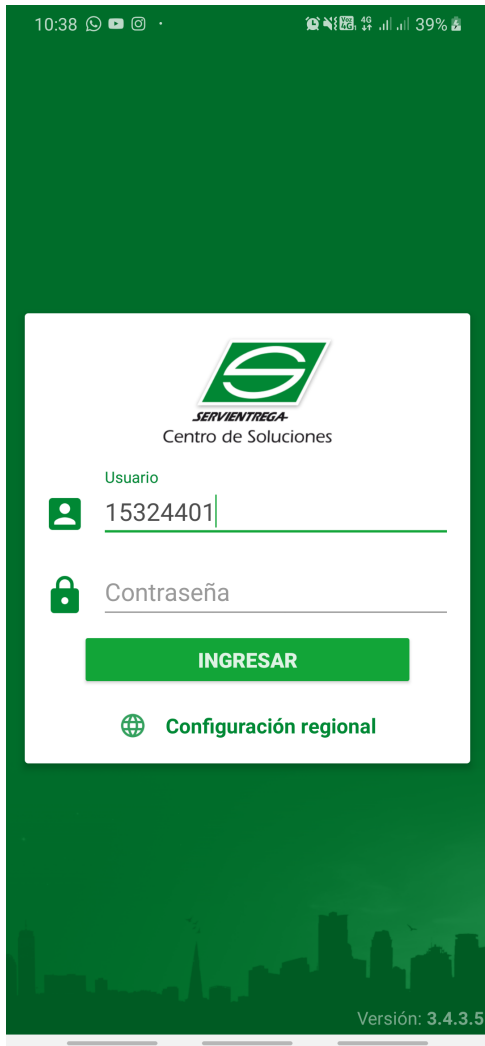 10:38 39%
SERVIENTREGA
Centro de Soluciones
Usuario
15324401
Contraseña
INGRESAR
Configuración regional
Versión: 3.4.3.5